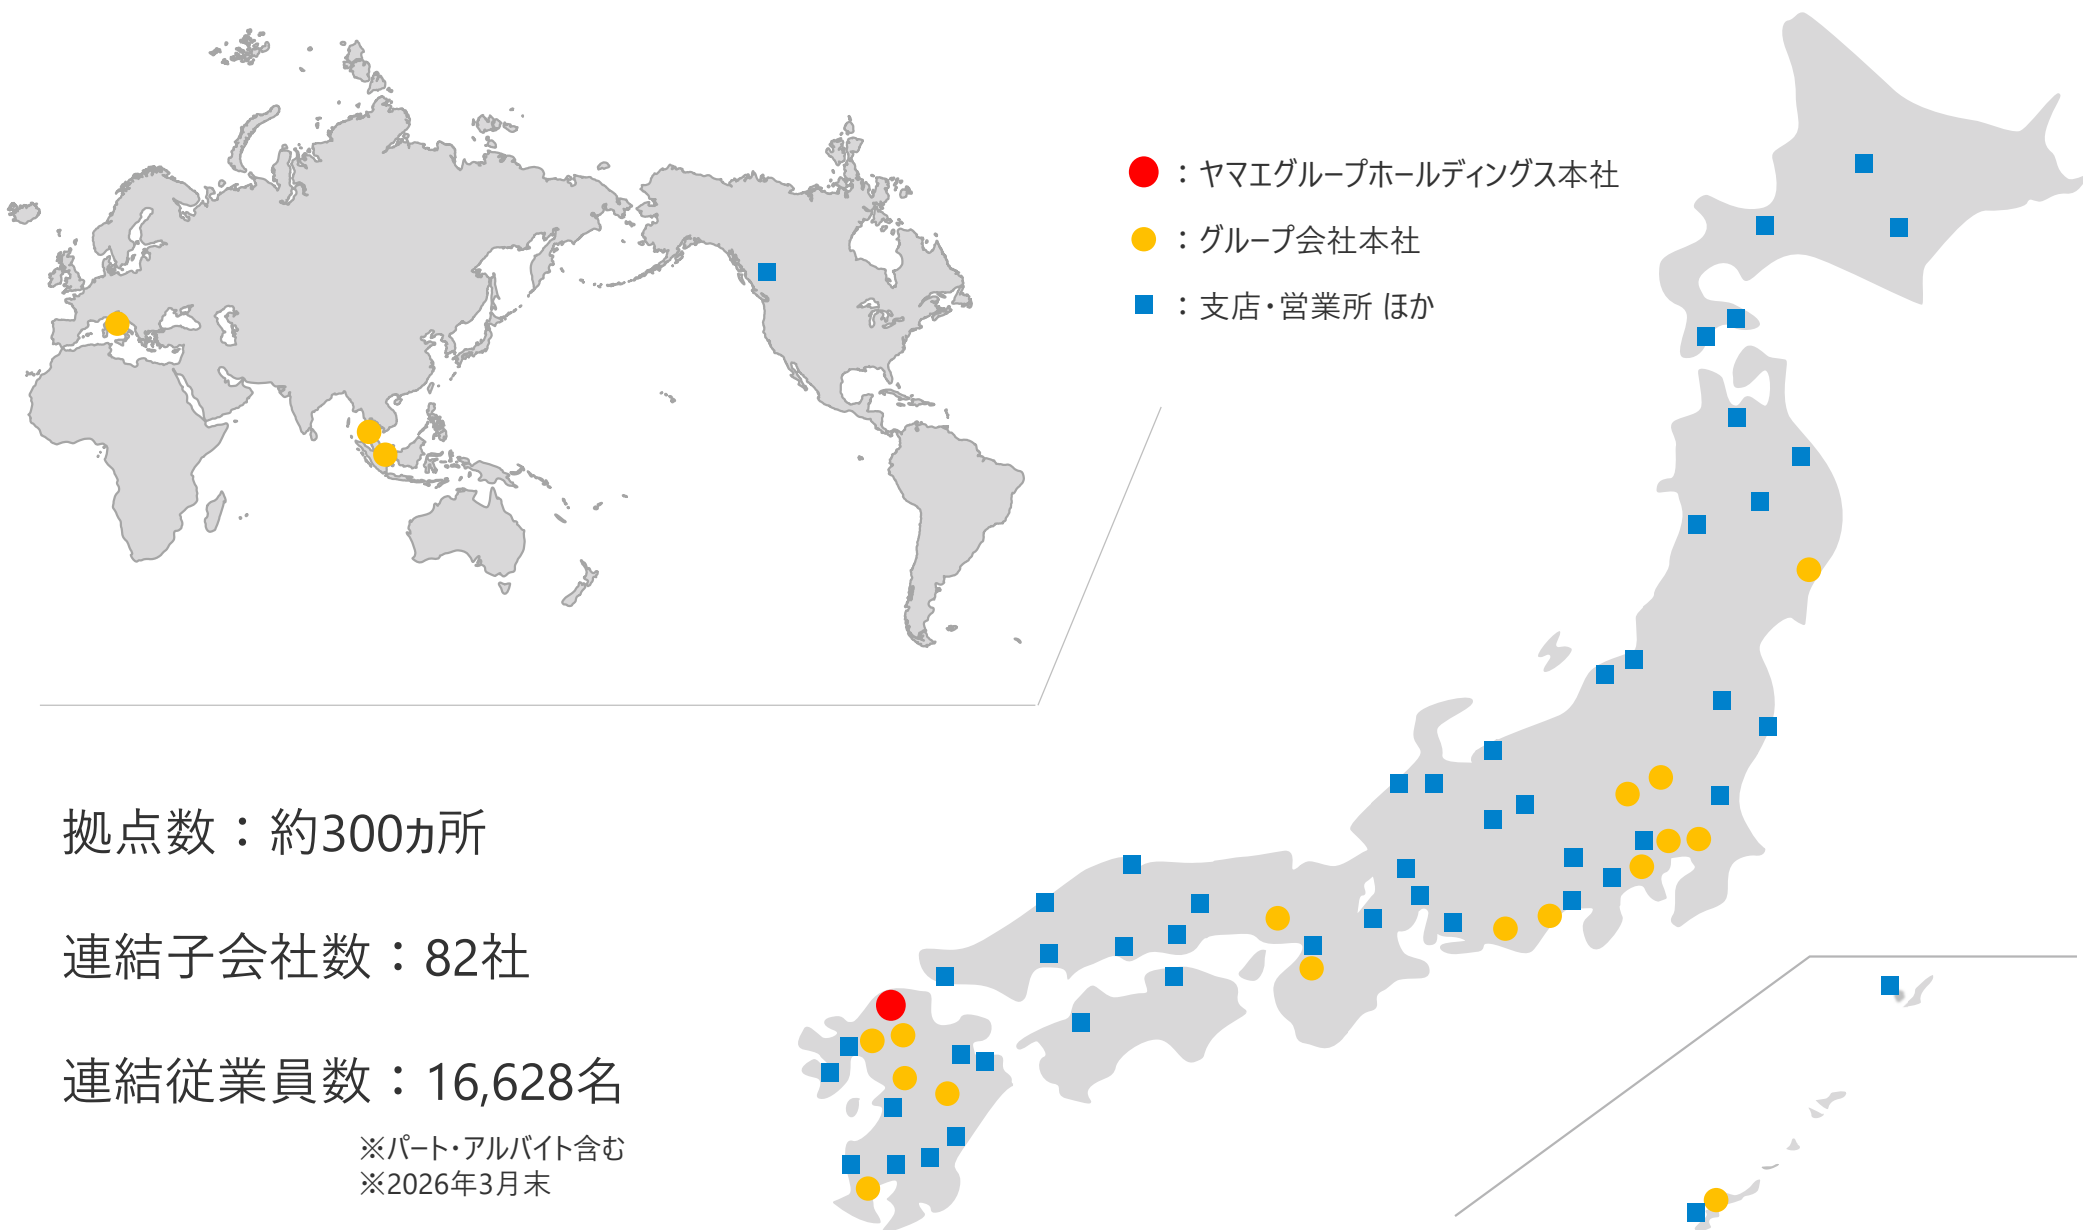 ：ヤマエグループホールディングス本社
：グループ会社本社
：支店・営業所 ほか
拠点数：約300ヵ所
連結子会社数：82社
連結従業員数：16,628名
※パート・アルバイト含む
※2026年3月末